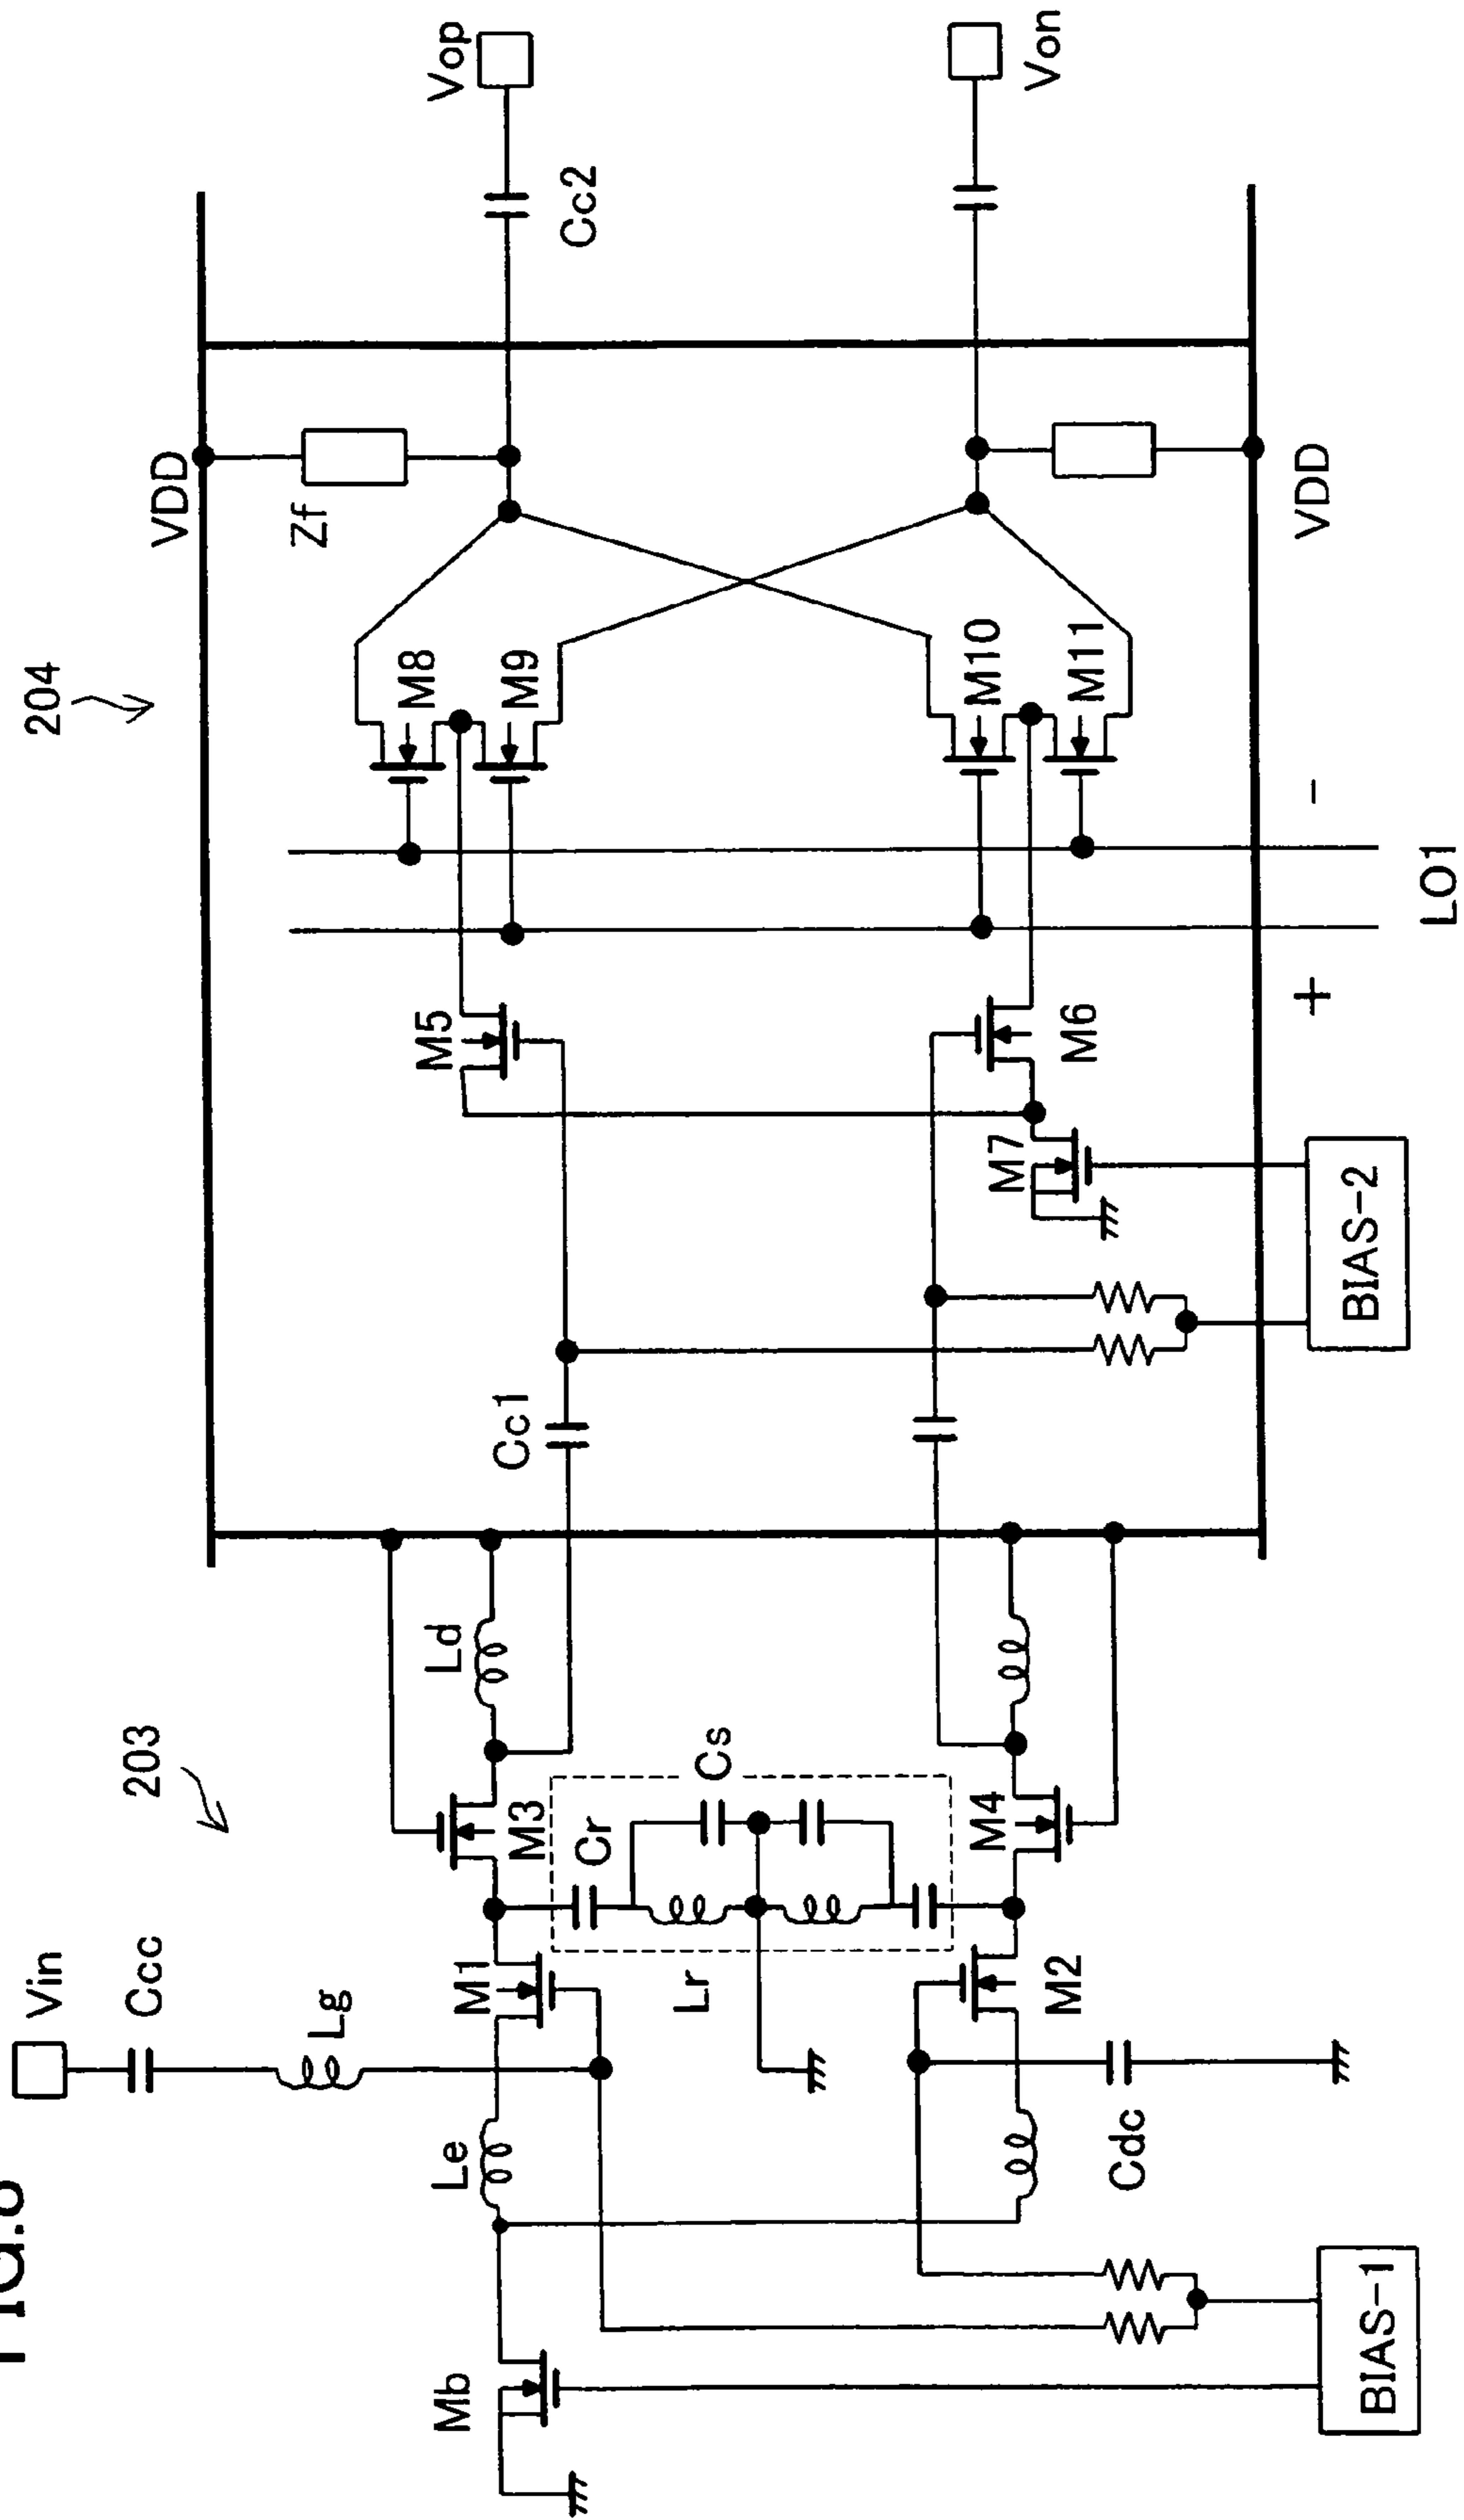 204
203
VDD
Zf
Vop
Cc2
Von
VDD
M8
M9
M10
M11
-
+
LO1
M5
M6
M7
BIAS-2
Cc1
Ld
M3
Cs
Cr
M4
Vin
Ccc
Lg
M1
Lr
M2
Le
Cdc
Mb
BIAS-1